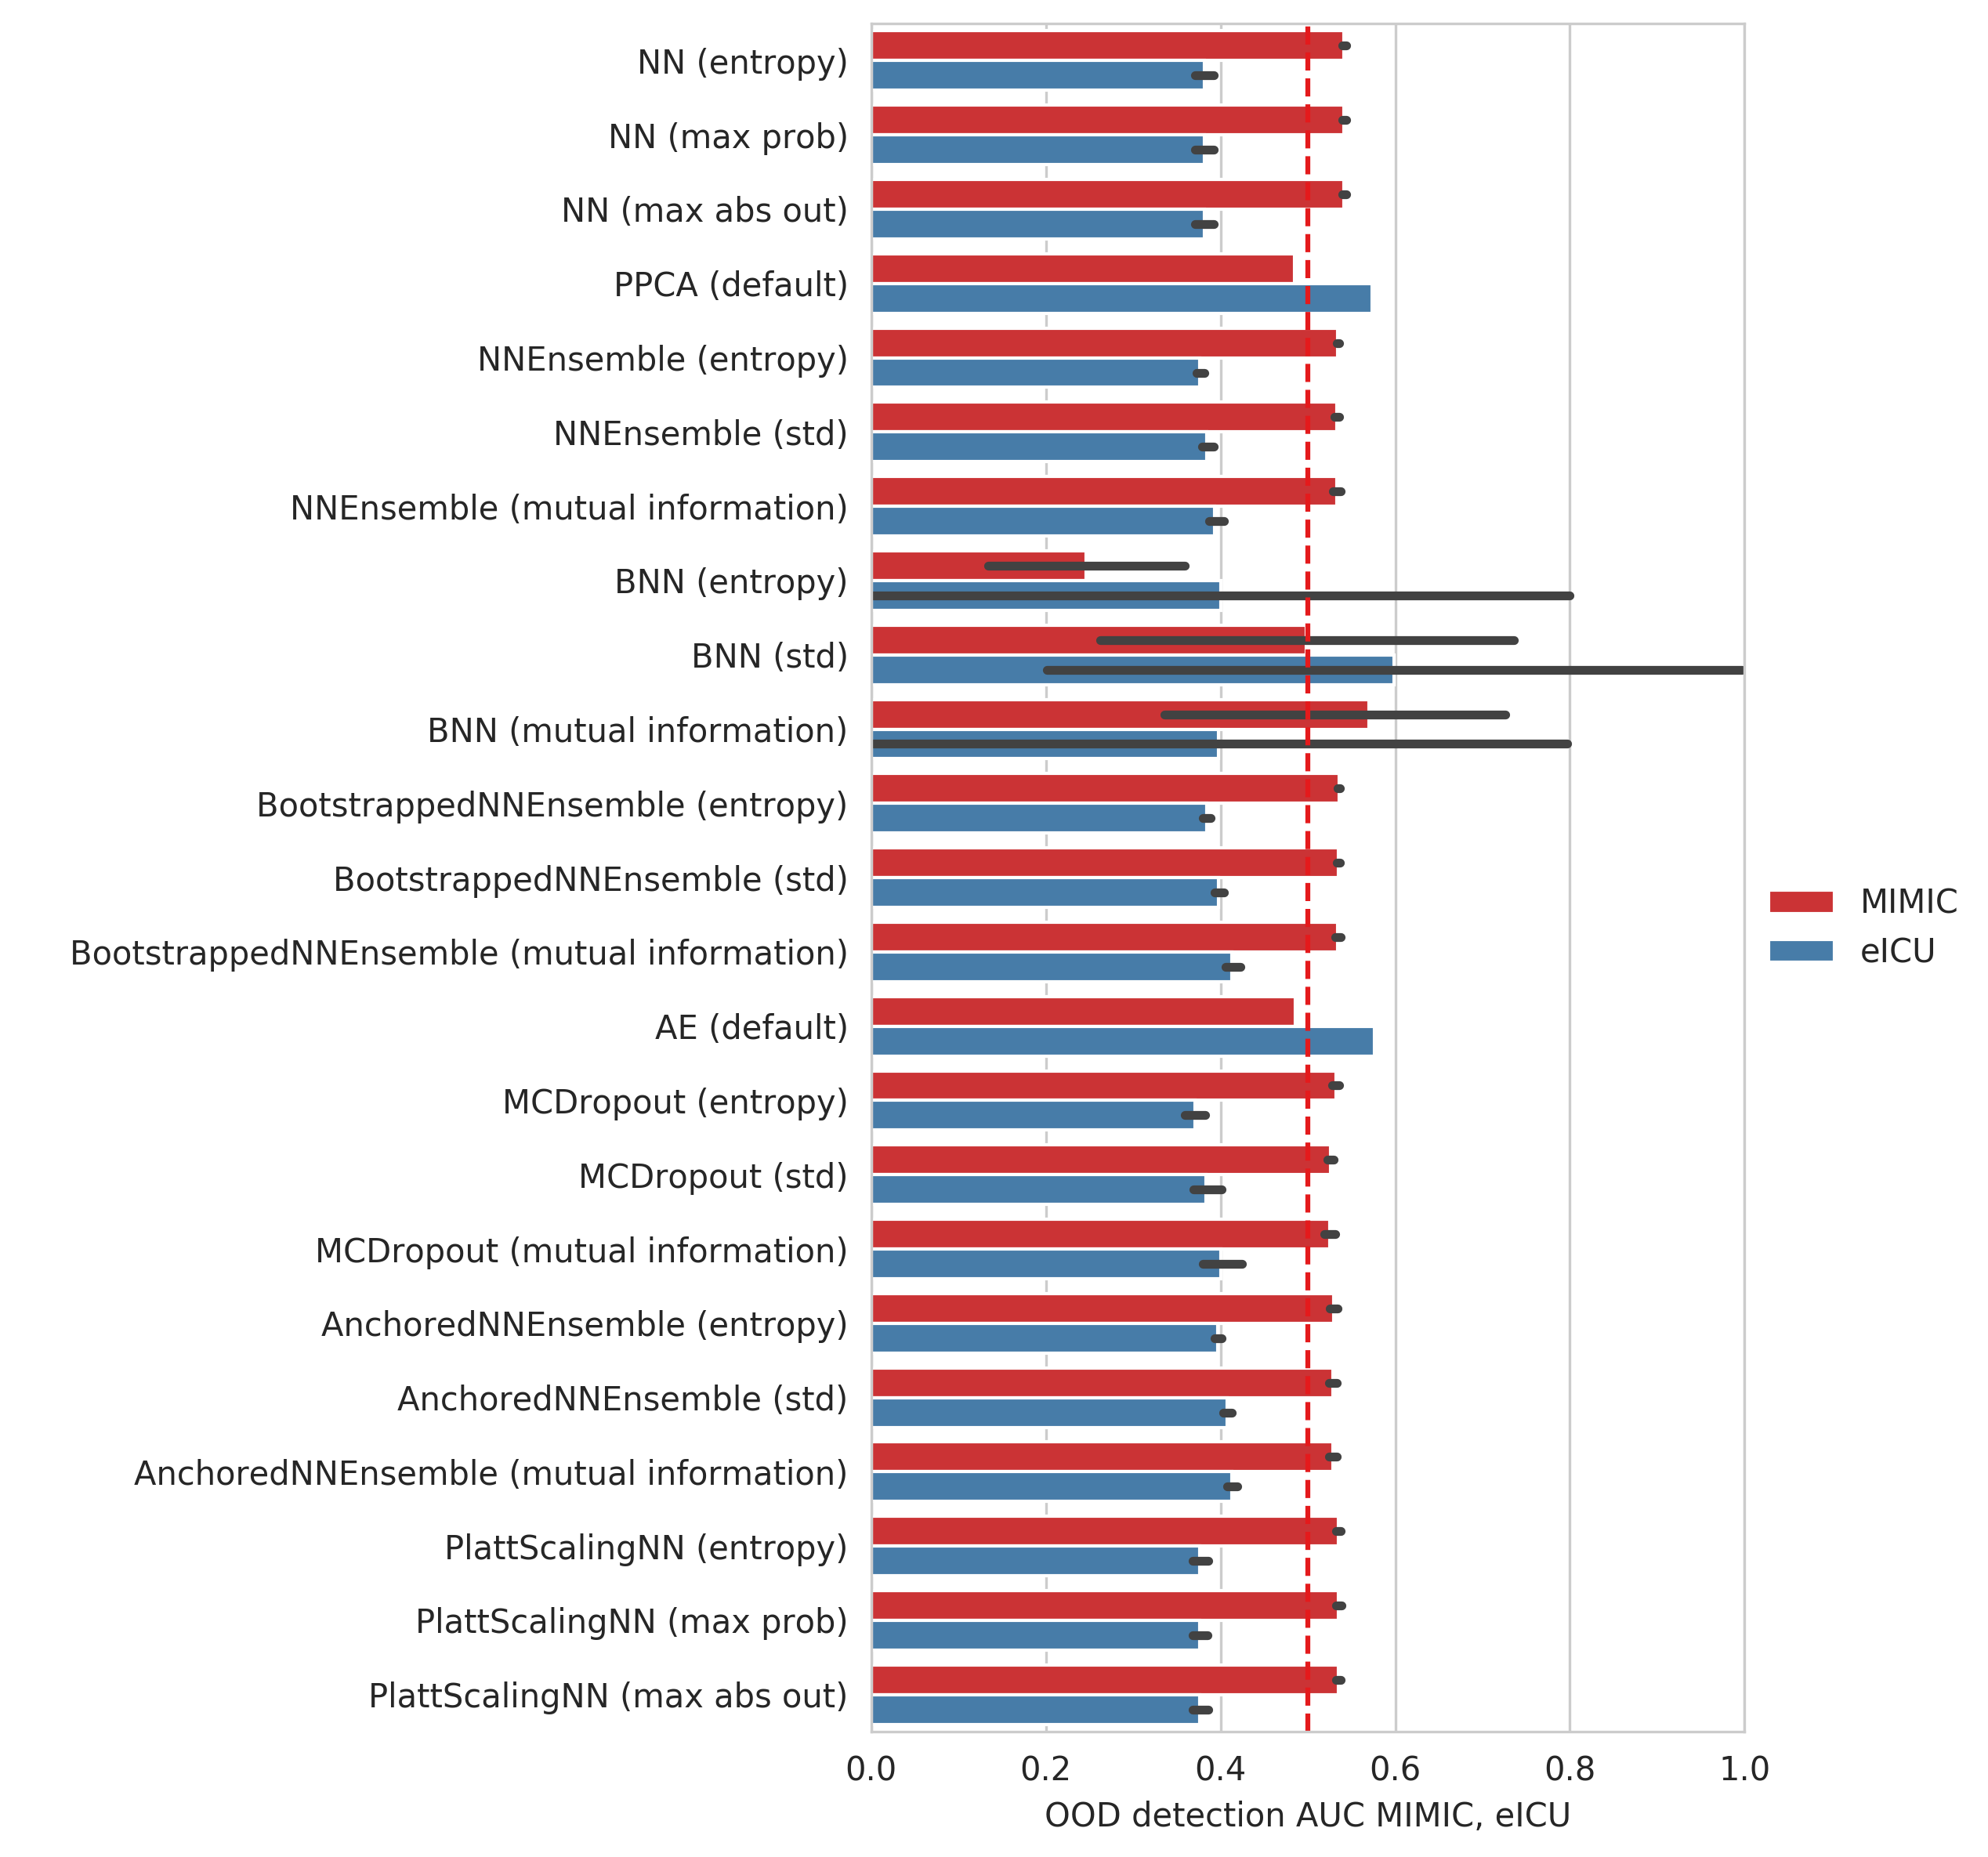 NN (entropy)
NN (max prob)
NN (max abs out)
PPCA (default)
NNEnsemble (entropy)
NNEnsemble (std)
NNEnsemble (mutual information)
BNN (entropy)
BNN (std)
BNN (mutual information)
BootstrappedNNEnsemble (entropy)
BootstrappedNNEnsemble (std)
BootstrappedNNEnsemble (mutual information)
AE (default)
MCDropout (entropy)
MCDropout (std)
MCDropout (mutual information)
AnchoredNNEnsemble (entropy)
AnchoredNNEnsemble (std)
AnchoredNNEnsemble (mutual information)
PlattScalingNN (entropy)
PlattScalingNN (max prob)
PlattScalingNN (max abs out)
0.0 0.2 0.4 0.6 0.8 1.0
OOD detection AUC MIMIC, eICU
MIMIC
eICU